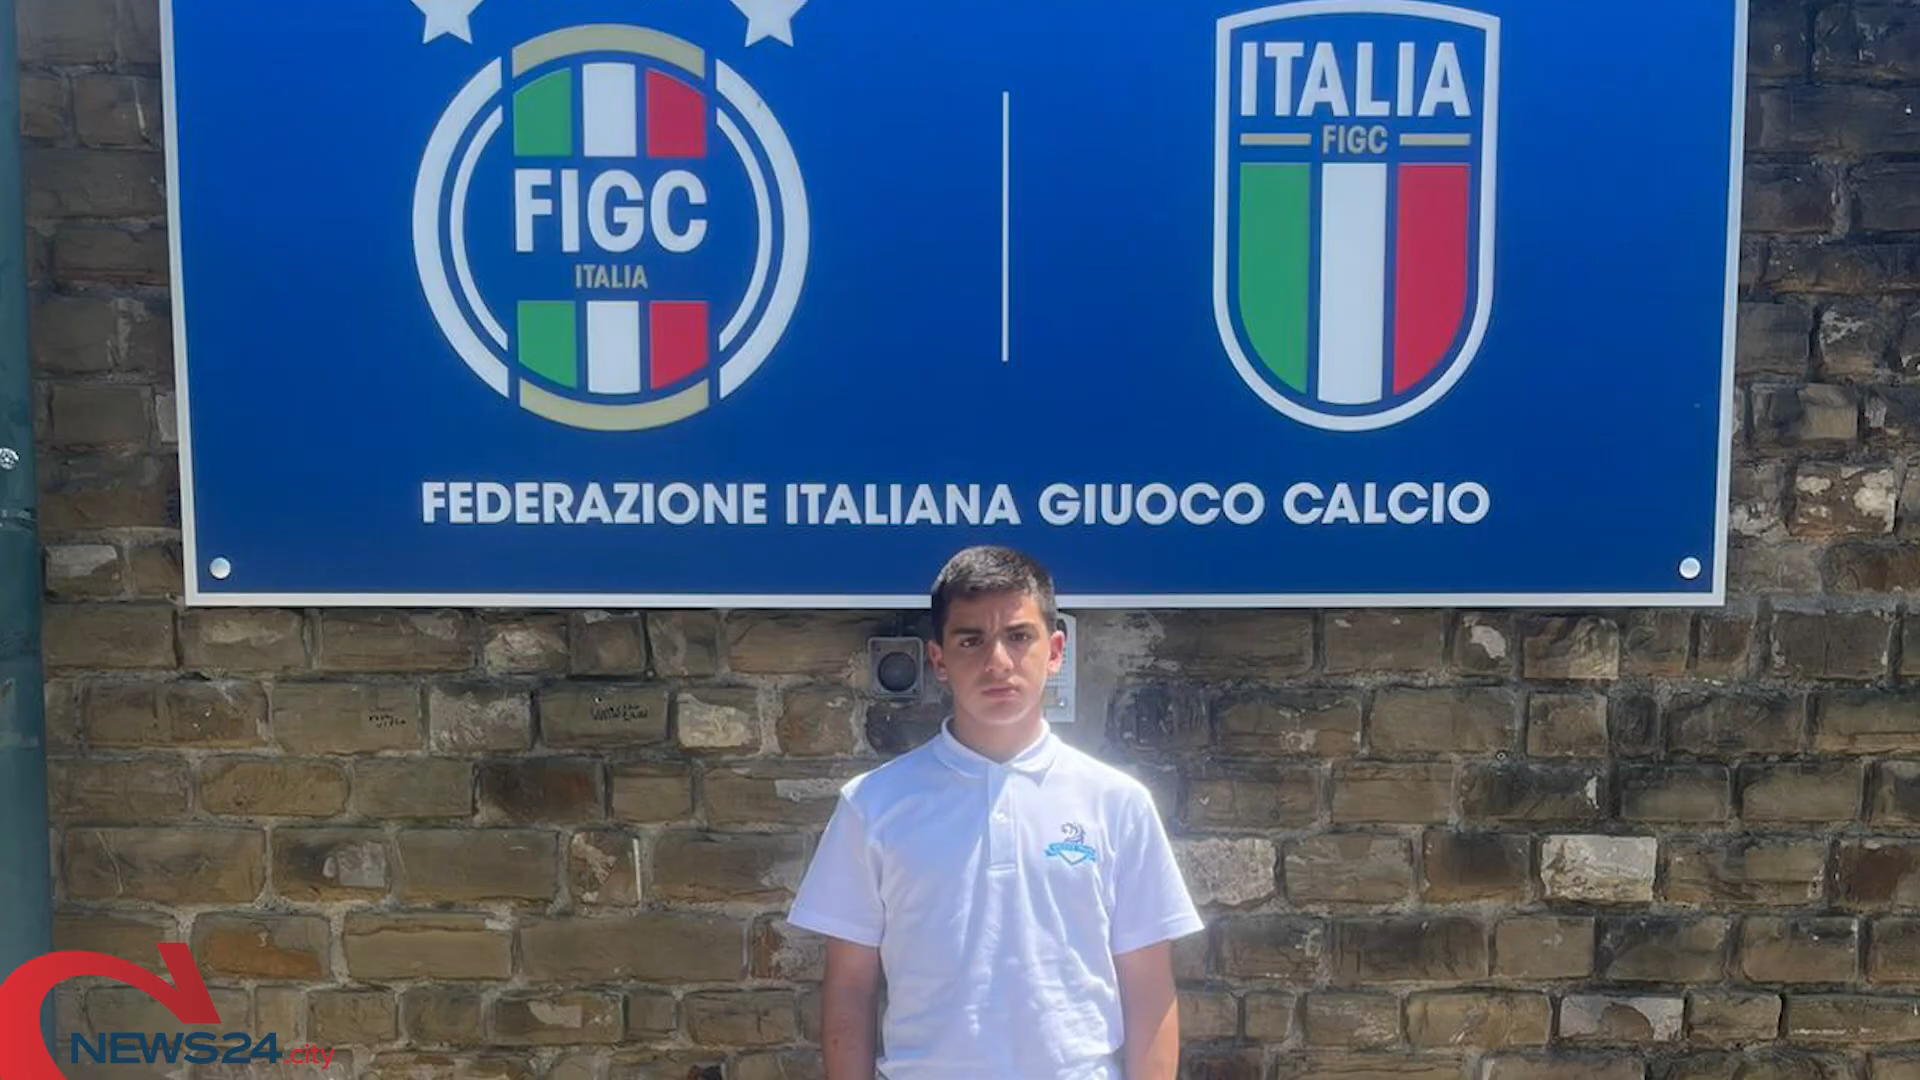 FIGC
ITALIA
ITALIA
FIGC
FEDERAZIONE ITALIANA GIUOCO CALCIO
NEWS24.city